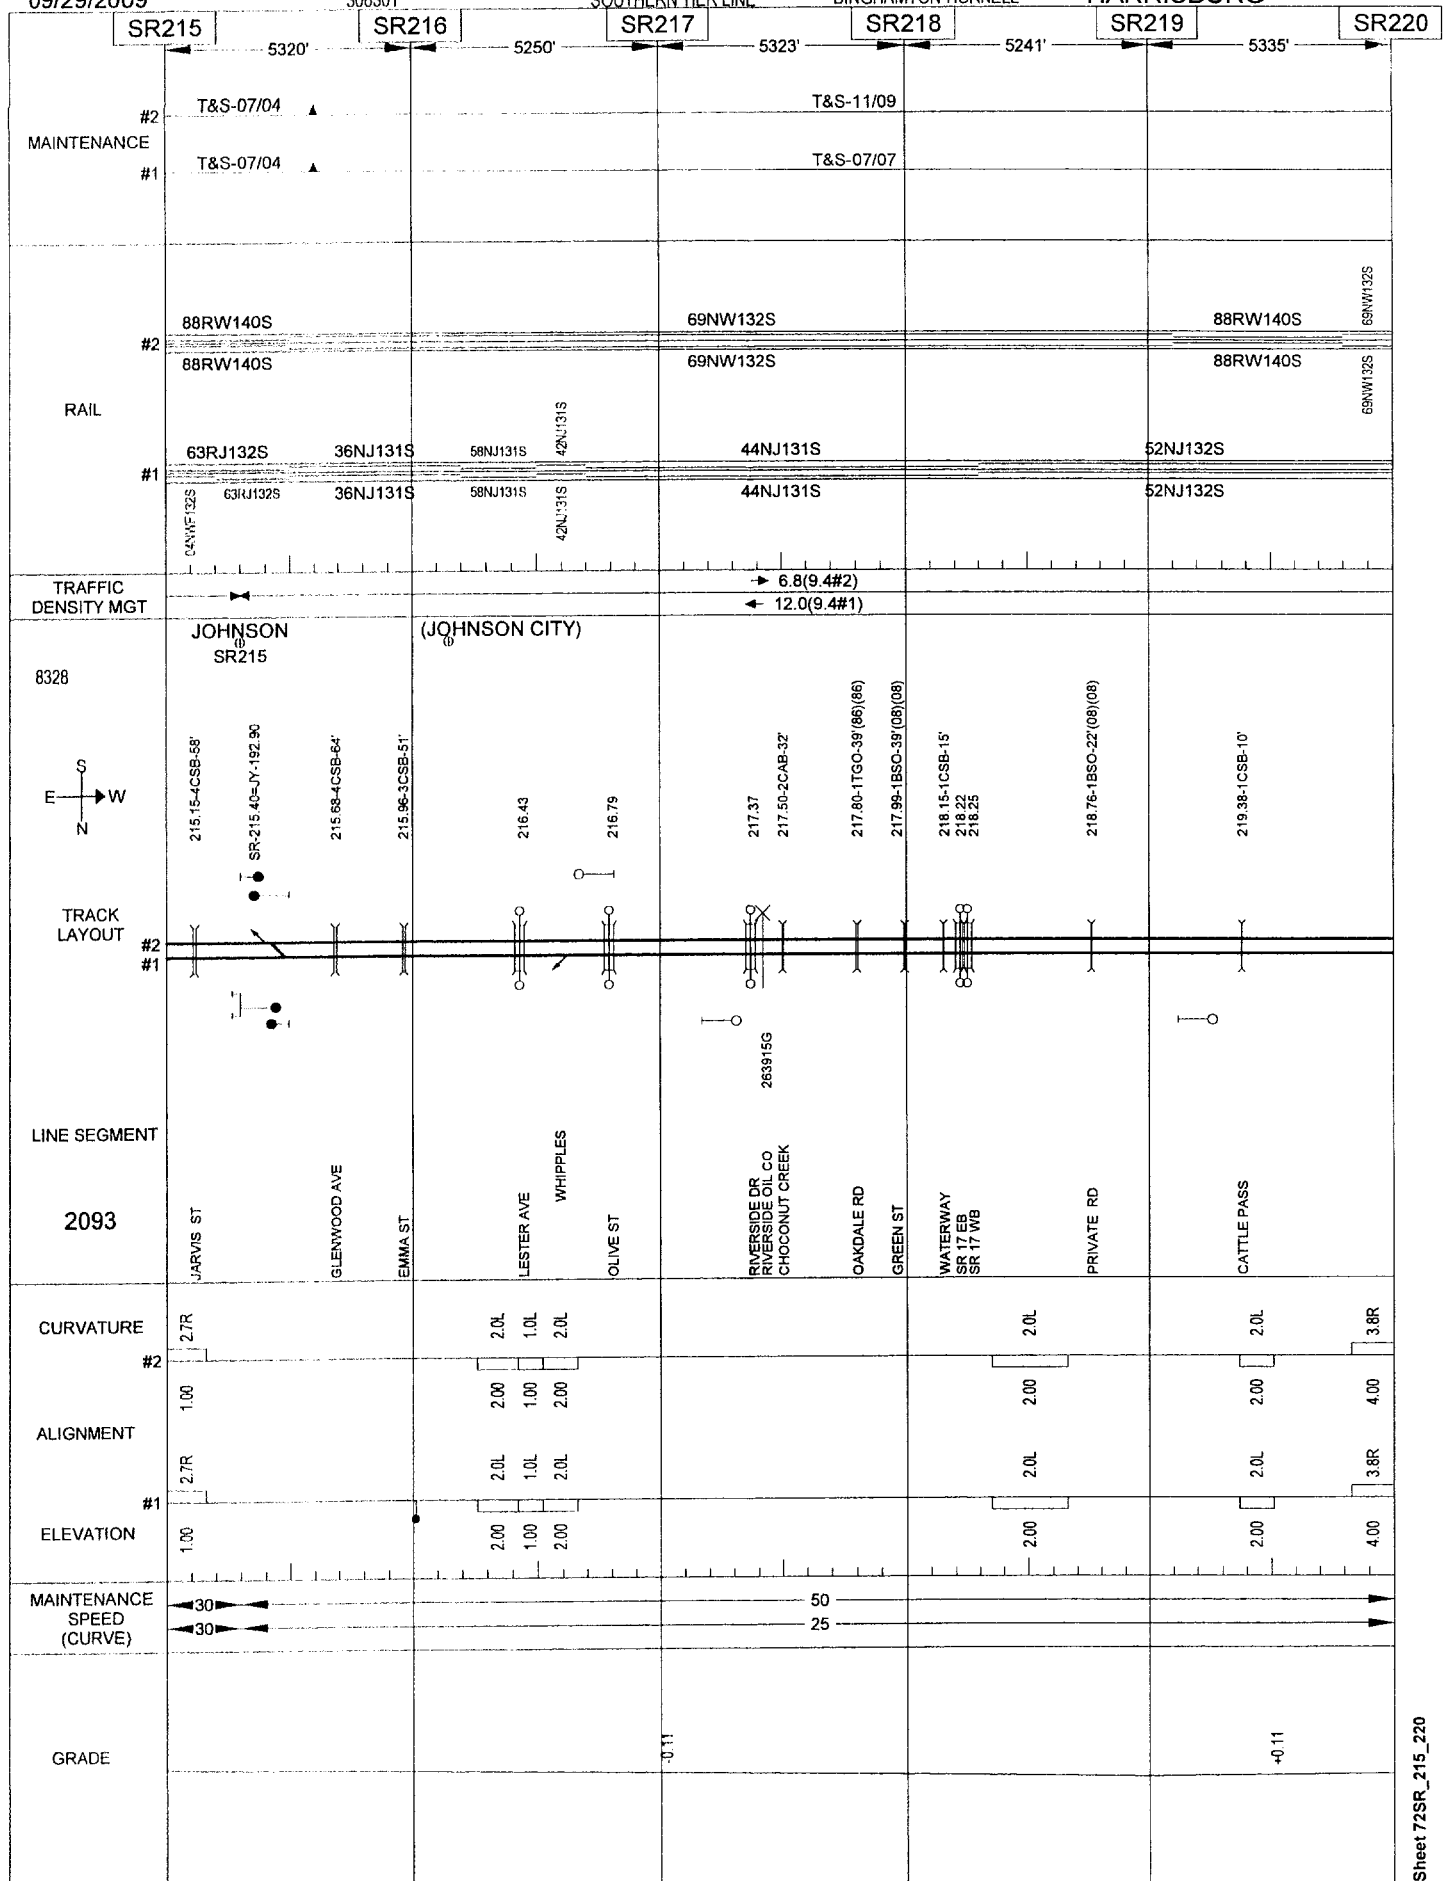 09/29/2009 308301 SOUTHERN TIER LINE BINGHAMTON-HORNELL HARRISBURG
SR215 SR216 SR217 SR218 SR219 SR220
5320' 5250' 5323' 5241' 5335'
T&S-07/04 T&S-11/09
#2
MAINTENANCE
T&S-07/04 T&S-07/07
#1
69NW132S
88RW140S 69NW132S 88RW140S
#2
88RW140S 69NW132S 88RW140S
69NW132S
RAIL
42NJ131S
63RJ132S 36NJ131S 58NJ131S 44NJ131S 52NJ132S
#1
63RJ132S 36NJ131S 58NJ131S 44NJ131S 52NJ132S
04NWF132S 42NJ131S
TRAFFIC
DENSITY MGT
6.8(9.4#2)
12.0(9.4#1)
JOHNSON (JOHNSON CITY)
SR215
8328
S
E W
N
215.15-4CSB-58'
SR-215.40=JY-192.90
215.68-4CSB-64'
215.96-3CSB-51'
216.43
216.79
217.37
217.50-2CAB-32'
217.80-1TGO-39'(86)(86)
217.99-1BSO-39'(08)(08)
218.15-1CSB-15'
218.22
218.25
218.76-1BSO-22'(08)(08)
219.38-1CSB-10'
TRACK
LAYOUT
#2
#1
263915G
LINE SEGMENT
2093
JARVIS ST
GLENWOOD AVE
EMMA ST
LESTER AVE
WHIPPLES
OLIVE ST
RIVERSIDE DR
RIVERSIDE OIL CO
CHOCONUT CREEK
OAKDALE RD
GREEN ST
WATERWAY
SR 17 EB
SR 17 WB
PRIVATE RD
CATTLE PASS
CURVATURE
2.7R 2.0L 1.0L 2.0L 2.0L 2.0L 3.8R
#2
1.00 2.00 1.00 2.00 2.00 2.00 4.00
ALIGNMENT
2.7R 2.0L 1.0L 2.0L 2.0L 2.0L 3.8R
#1
ELEVATION
1.00 2.00 1.00 2.00 2.00 2.00 4.00
MAINTENANCE
SPEED
(CURVE)
30 50
30 25
GRADE
-0.11 +0.11
Sheet 72SR_215_220